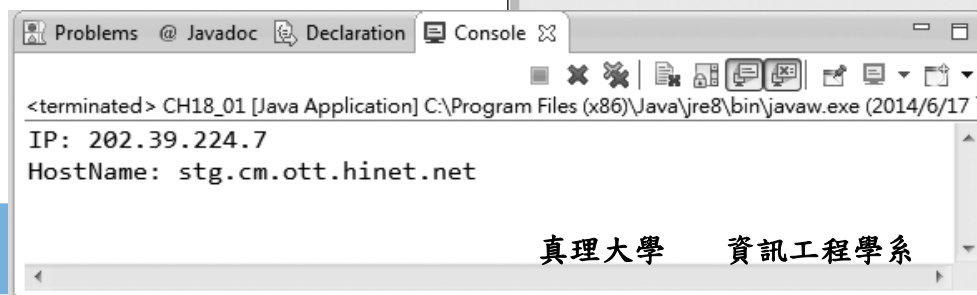 Problems @ Javadoc Declaration Console
<terminated> CH18_01 [Java Application] C:\Program Files (x86)\Java\jre8\bin\javaw.exe (2014/6/17
IP: 202.39.224.7
HostName: stg.cm.ott.hinet.net
真理大學 資訊工程學系